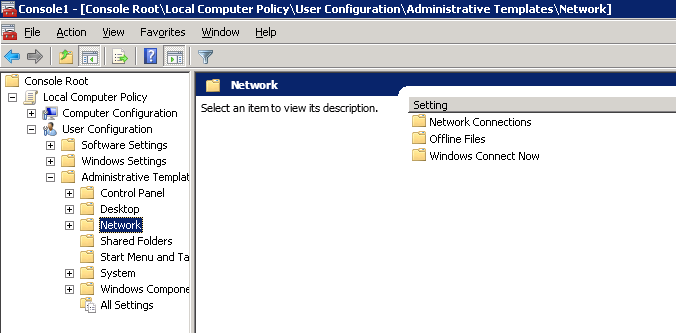 Console1 - [Console Root\Local Computer Policy\User Configuration\Administrative Templates\Network]
File Action View Favorites Window Help
Console Root
Local Computer Policy
Computer Configuration
User Configuration
Software Settings
Windows Settings
Administrative Templat
Control Panel
Desktop
Network
Shared Folders
Start Menu and Ta
System
Windows Compone
All Settings
Network
Select an item to view its description.
Setting
Network Connections
Offline Files
Windows Connect Now